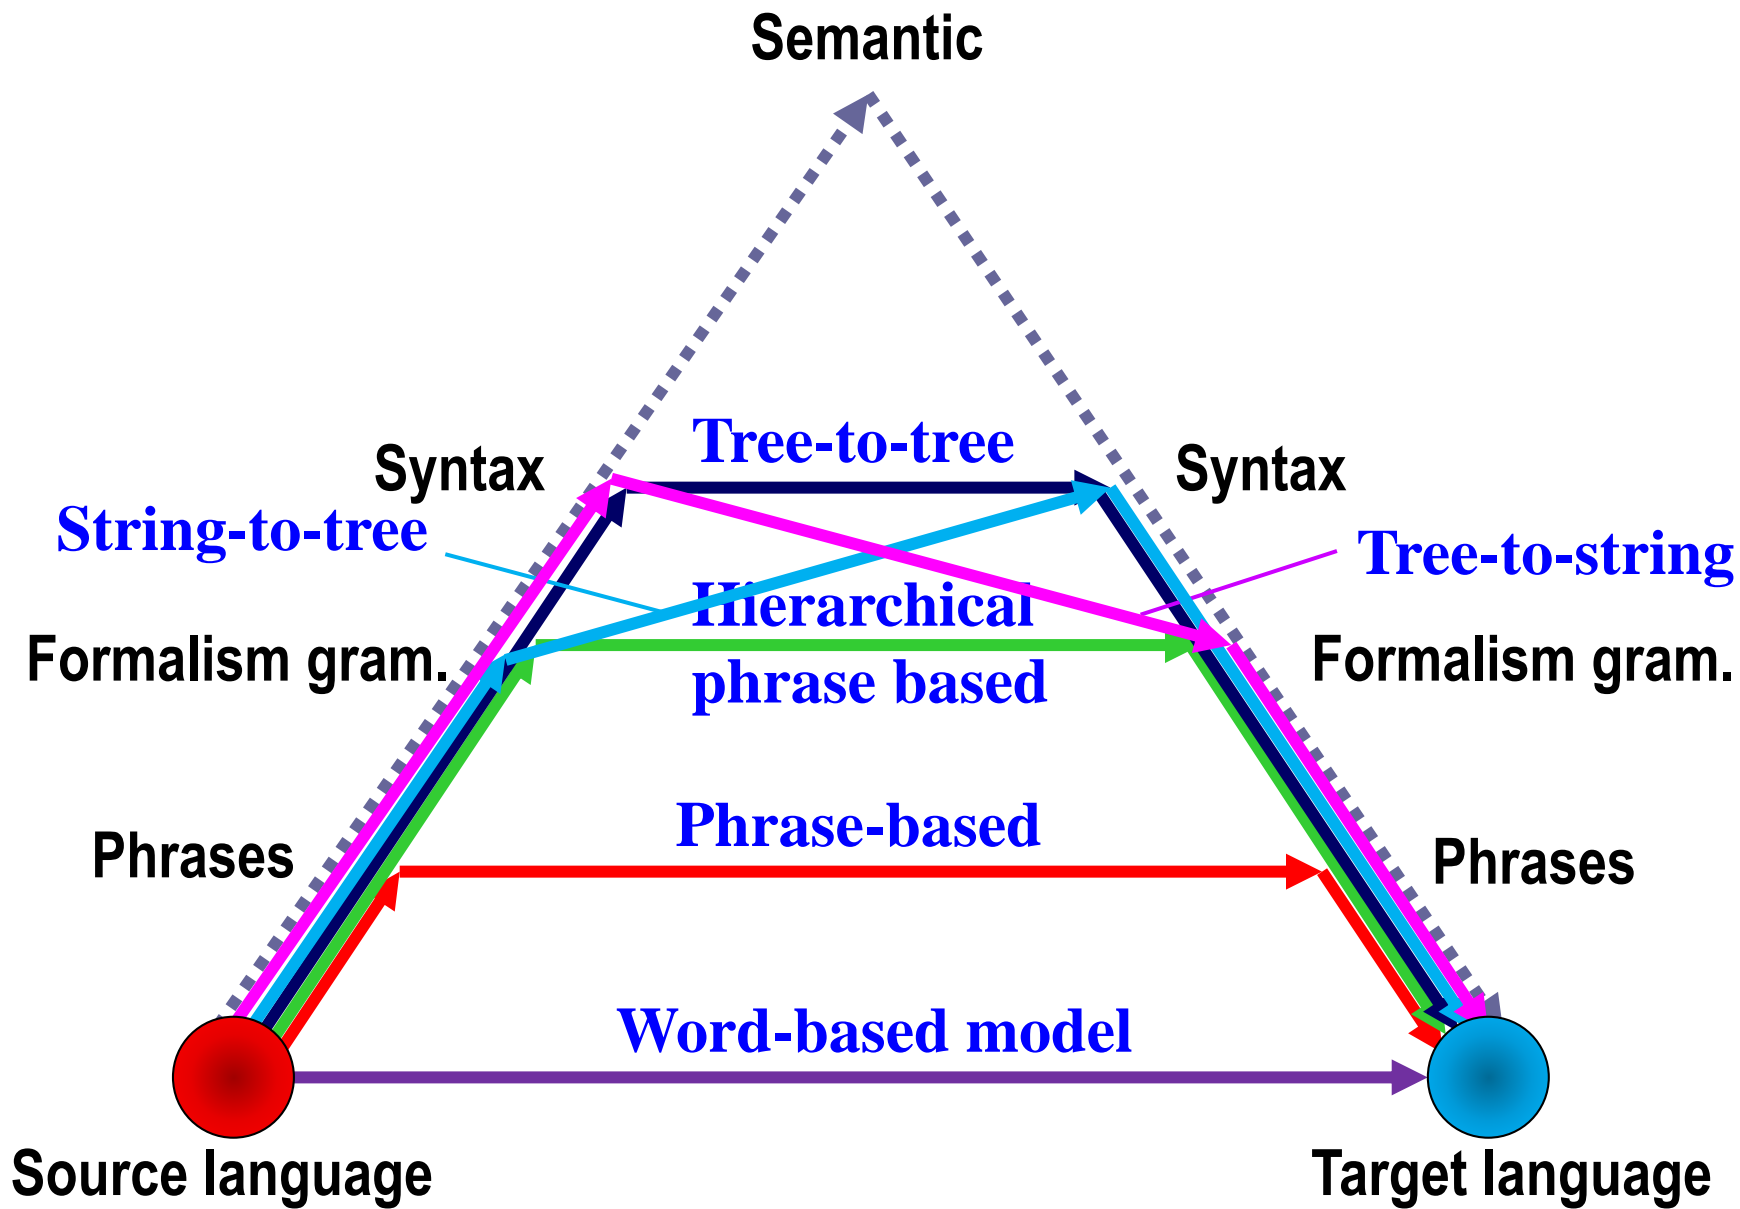 Semantic
Tree-to-tree
Syntax
Syntax
String-to-tree
Tree-to-string
Hierarchical
phrase based
Formalism gram.
Formalism gram.
Phrase-based
Phrases
Phrases
Word-based model
Source language
Target language